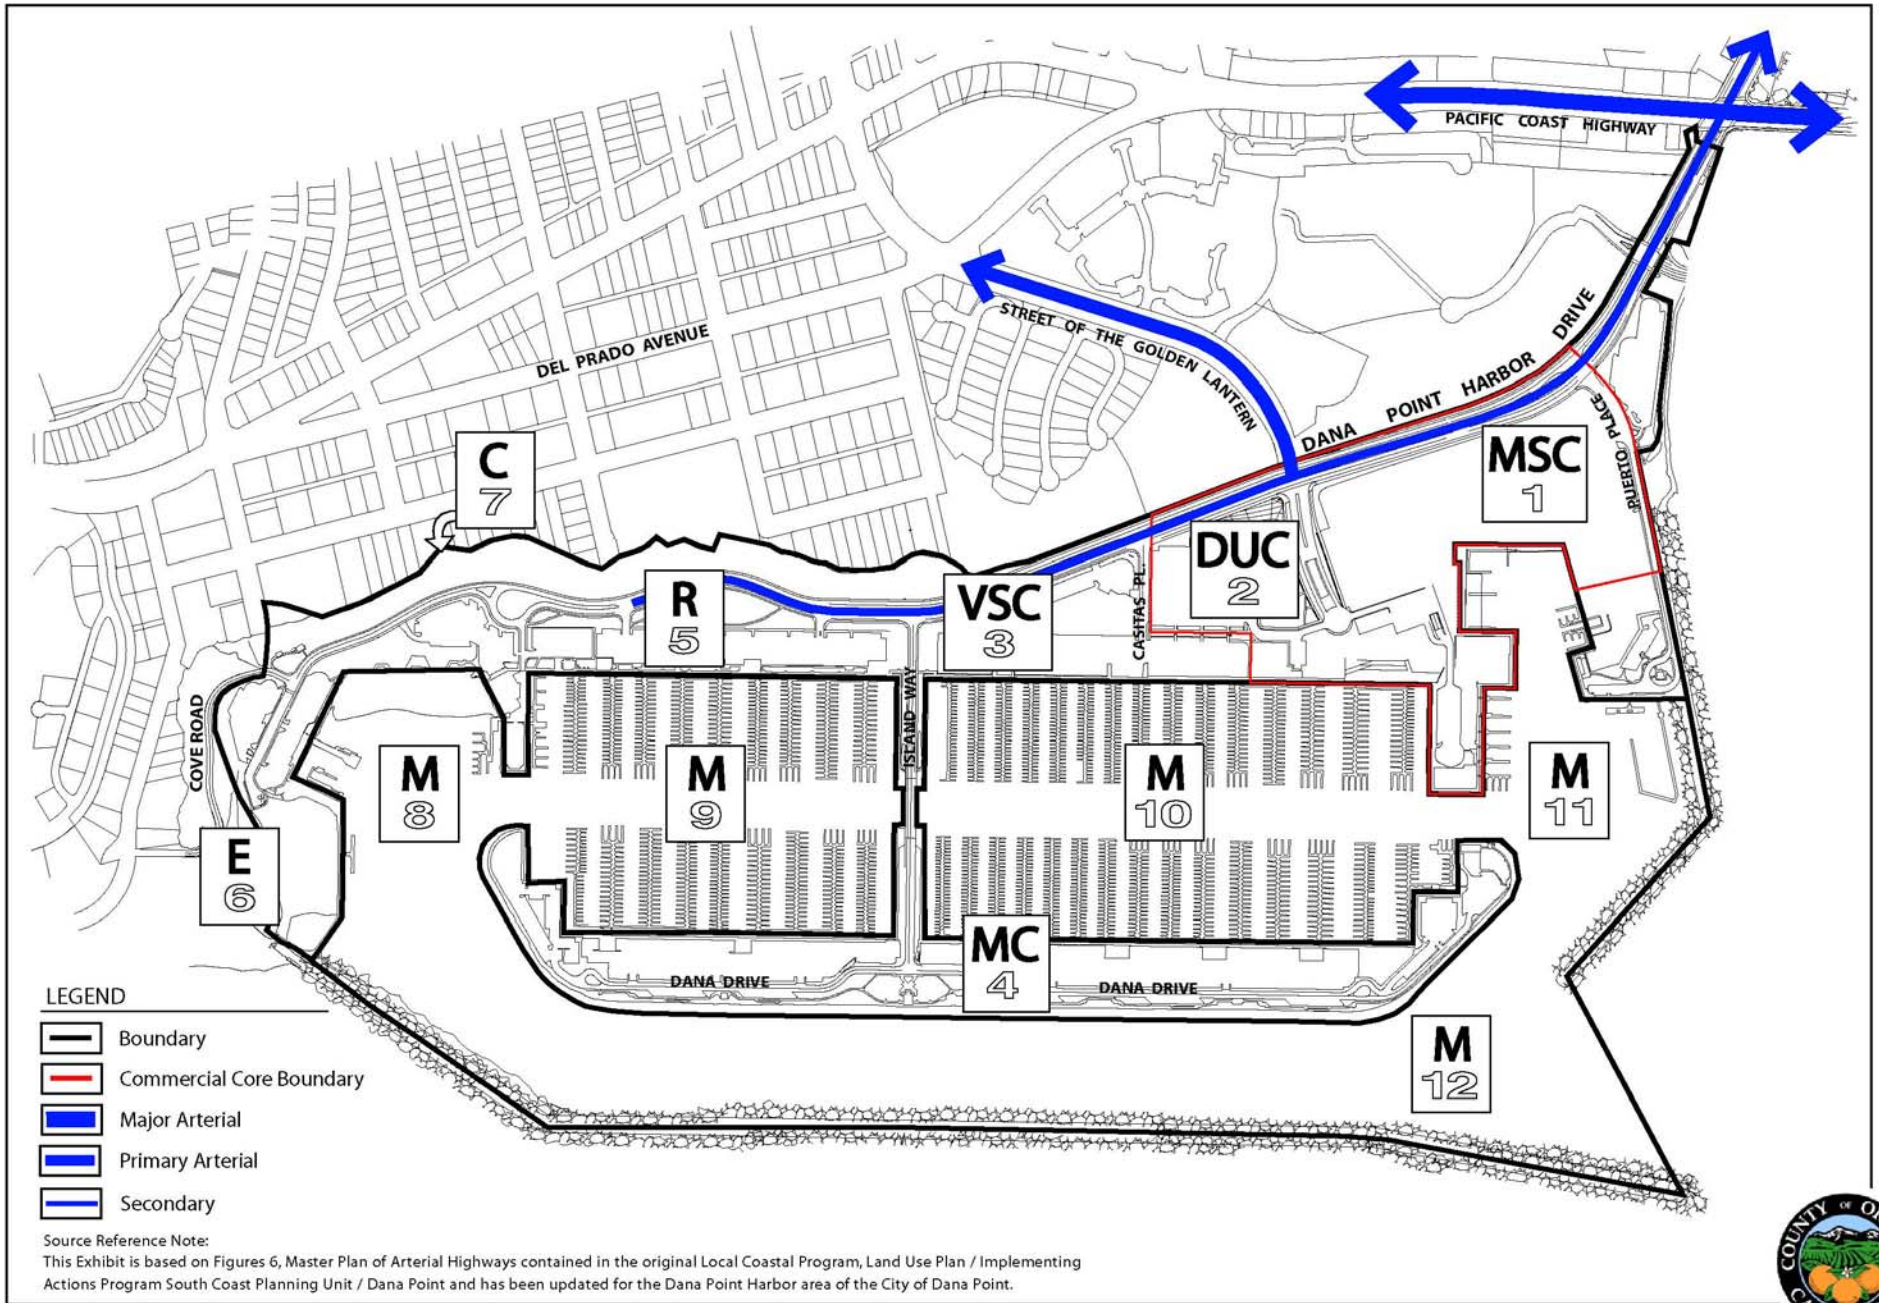 PACIFIC COAST HIGHWAY
STREET OF THE GOLDEN LANTERN
DANA POINT HARBOR DRIVE
DEL PRADO AVENUE
PUERTO PLACE
C
7
MSC
1
DUC
2
R
5
VSC
3
CASITAS PL.
ISLAND WAY
COVE ROAD
M
8
M
9
M
10
M
11
E
6
MC
4
DANA DRIVE
DANA DRIVE
M
12
LEGEND
Boundary
Commercial Core Boundary
Major Arterial
Primary Arterial
Secondary
Source Reference Note:
This Exhibit is based on Figures 6, Master Plan of Arterial Highways contained in the original Local Coastal Program, Land Use Plan / Implementing
Actions Program South Coast Planning Unit / Dana Point and has been updated for the Dana Point Harbor area of the City of Dana Point.
COUNTY OF